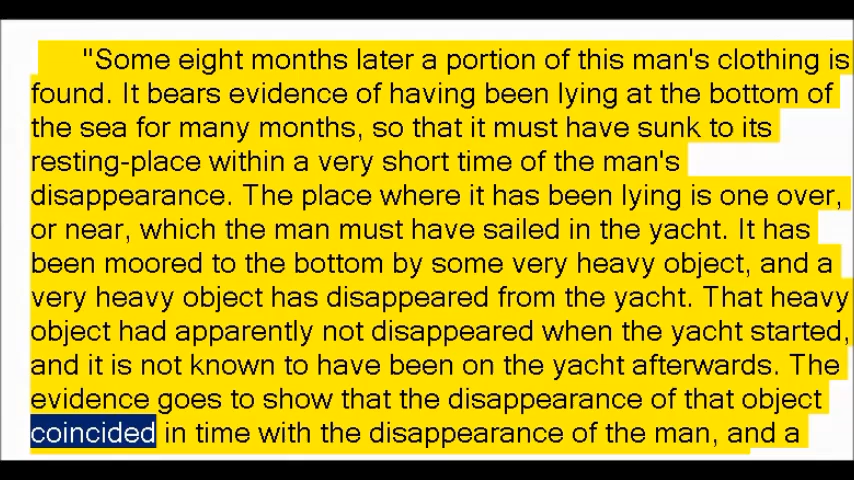 "Some eight months later a portion of this man's clothing is
found. It bears evidence of having been lying at the bottom of
the sea for many months, so that it must have sunk to its
resting-place within a very short time of the man's
disappearance. The place where it has been lying is one over,
or near, which the man must have sailed in the yacht. It has
been moored to the bottom by some very heavy object, and a
very heavy object has disappeared from the yacht. That heavy
object had apparently not disappeared when the yacht started,
and it is not known to have been on the yacht afterwards. The
evidence goes to show that the disappearance of that object
coincided in time with the disappearance of the man, and a